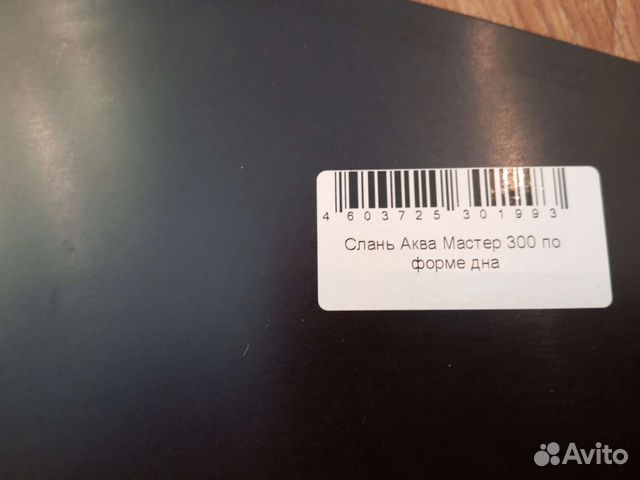 4 603725 301993
Слань Аква Мастер 300 по
форме дна
Avito